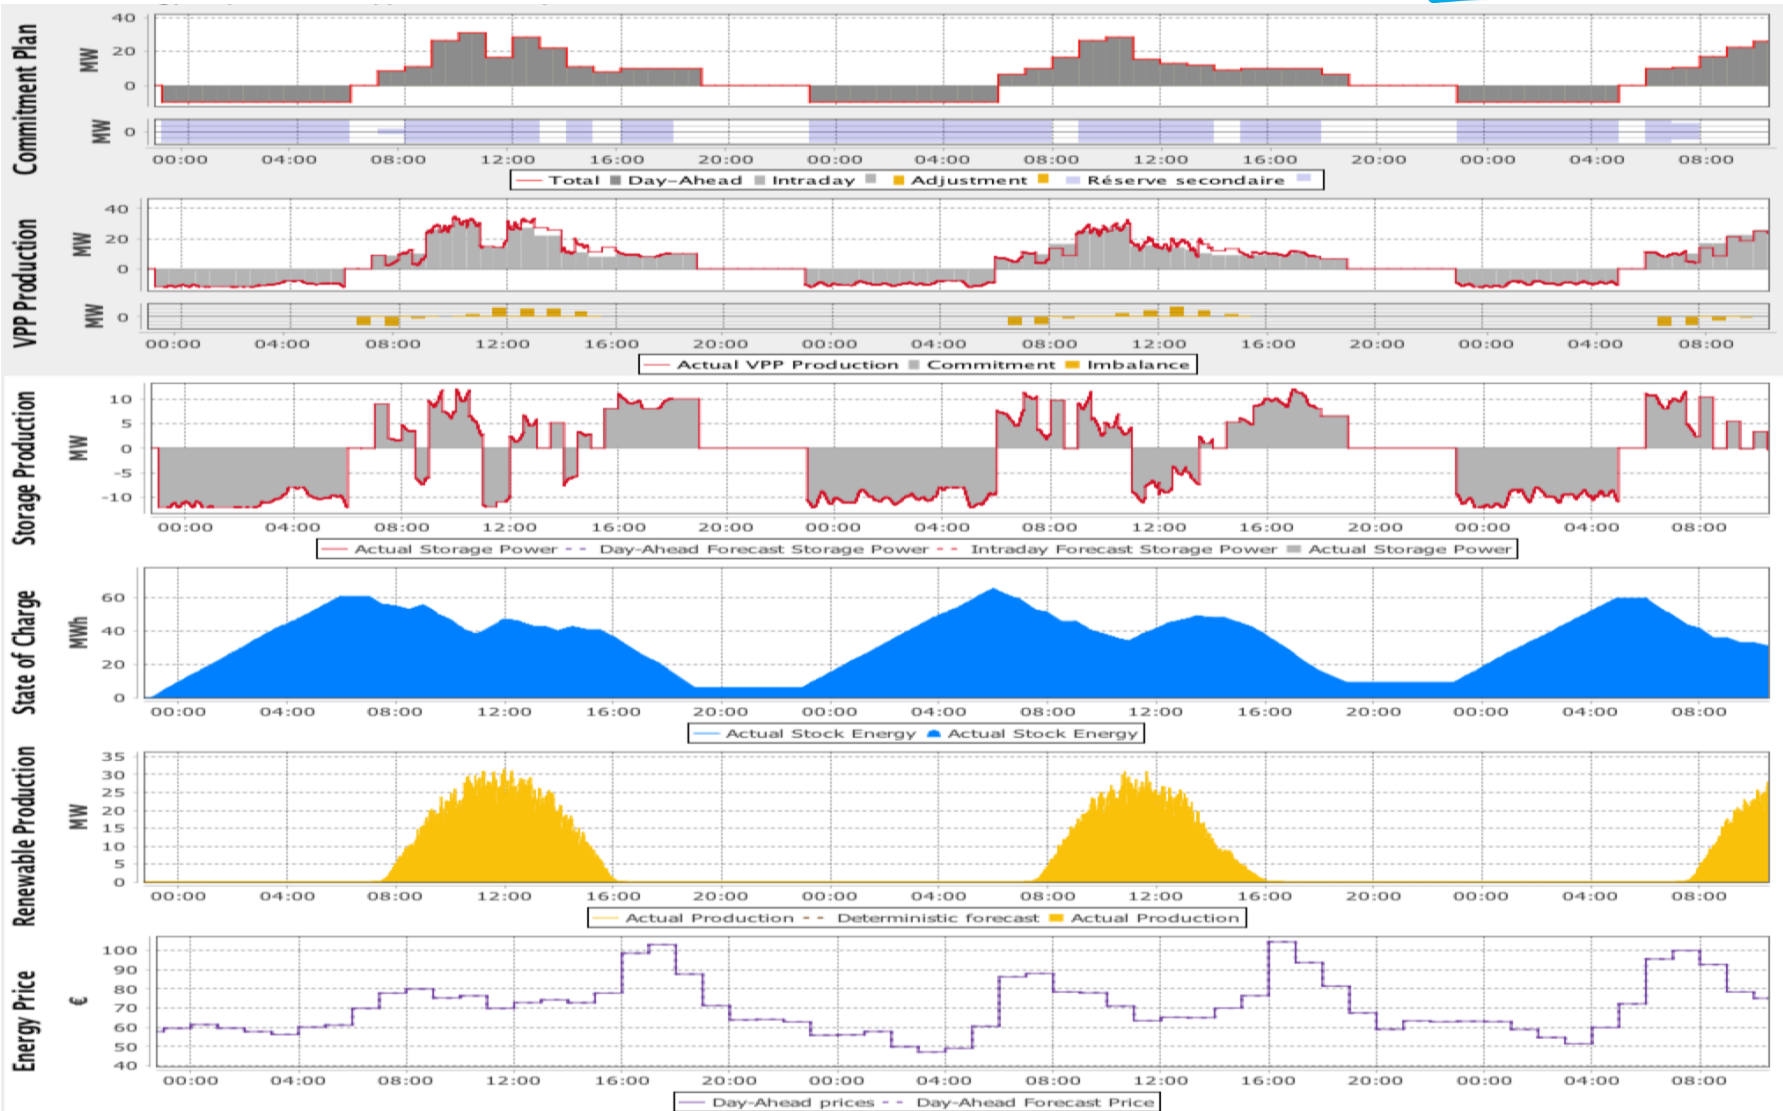 Commitment Plan
MW
40
20
0
MW
0
00:00 04:00 08:00 12:00 16:00 20:00 00:00 04:00 08:00 12:00 16:00 20:00 00:00 04:00 08:00
Total Day-Ahead Intraday Adjustment Réserve secondaire
VPP Production
MW
40
20
0
MW
0
00:00 04:00 08:00 12:00 16:00 20:00 00:00 04:00 08:00 12:00 16:00 20:00 00:00 04:00 08:00
Actual VPP Production Commitment Imbalance
Storage Production
MW
10
5
0
-5
-10
00:00 04:00 08:00 12:00 16:00 20:00 00:00 04:00 08:00 12:00 16:00 20:00 00:00 04:00 08:00
Actual Storage Power Day-Ahead Forecast Storage Power Intraday Forecast Storage Power Actual Storage Power
State of Charge
MWh
60
40
20
0
00:00 04:00 08:00 12:00 16:00 20:00 00:00 04:00 08:00 12:00 16:00 20:00 00:00 04:00 08:00
Actual Stock Energy Actual Stock Energy
Renewable Production
MW
35
30
25
20
15
10
5
0
00:00 04:00 08:00 12:00 16:00 20:00 00:00 04:00 08:00 12:00 16:00 20:00 00:00 04:00 08:00
Actual Production Deterministic forecast Actual Production
Energy Price
€
100
90
80
70
60
50
40
00:00 04:00 08:00 12:00 16:00 20:00 00:00 04:00 08:00 12:00 16:00 20:00 00:00 04:00 08:00
Day-Ahead prices Day-Ahead Forecast Price